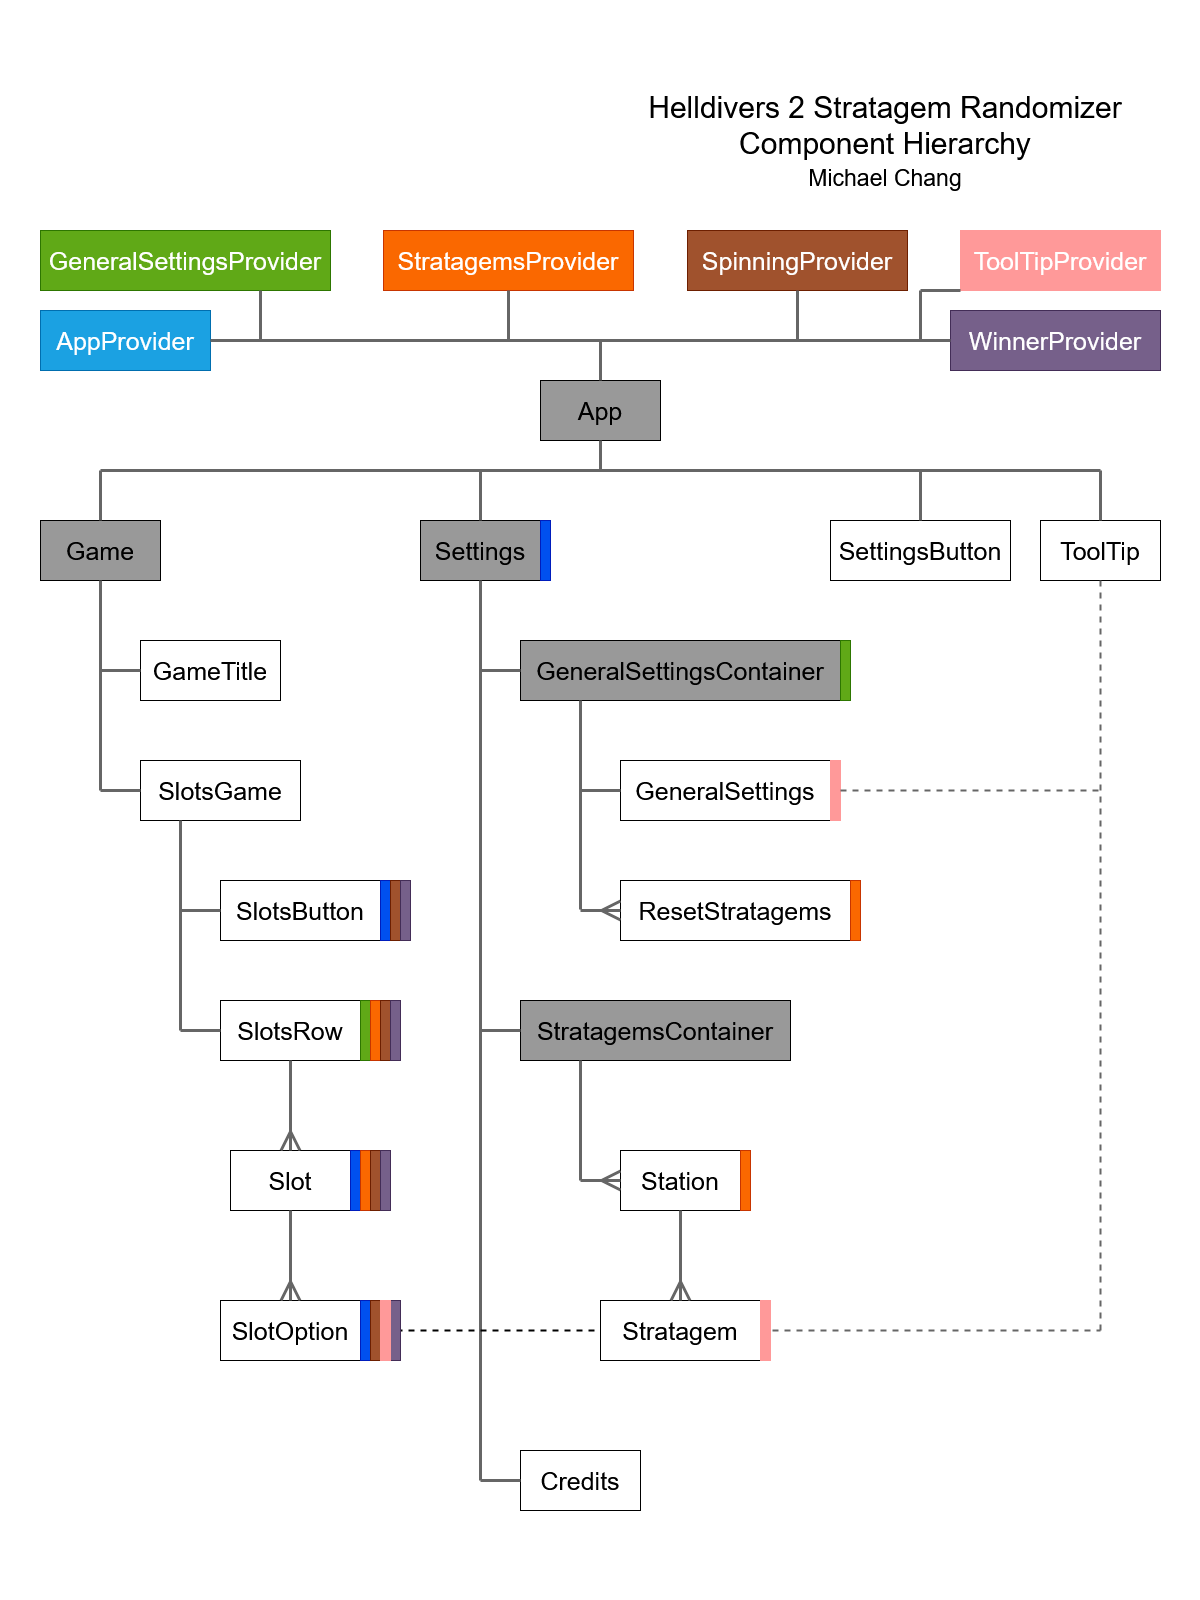 Helldivers 2 Stratagem Randomizer
Component Hierarchy
Michael Chang
GeneralSettingsProvider
StratagemsProvider
SpinningProvider
ToolTipProvider
AppProvider
WinnerProvider
App
Game
Settings
SettingsButton
ToolTip
GameTitle
GeneralSettingsContainer
SlotsGame
GeneralSettings
SlotsButton
ResetStratagems
SlotsRow
StratagemsContainer
Slot
Station
SlotOption
Stratagem
Credits